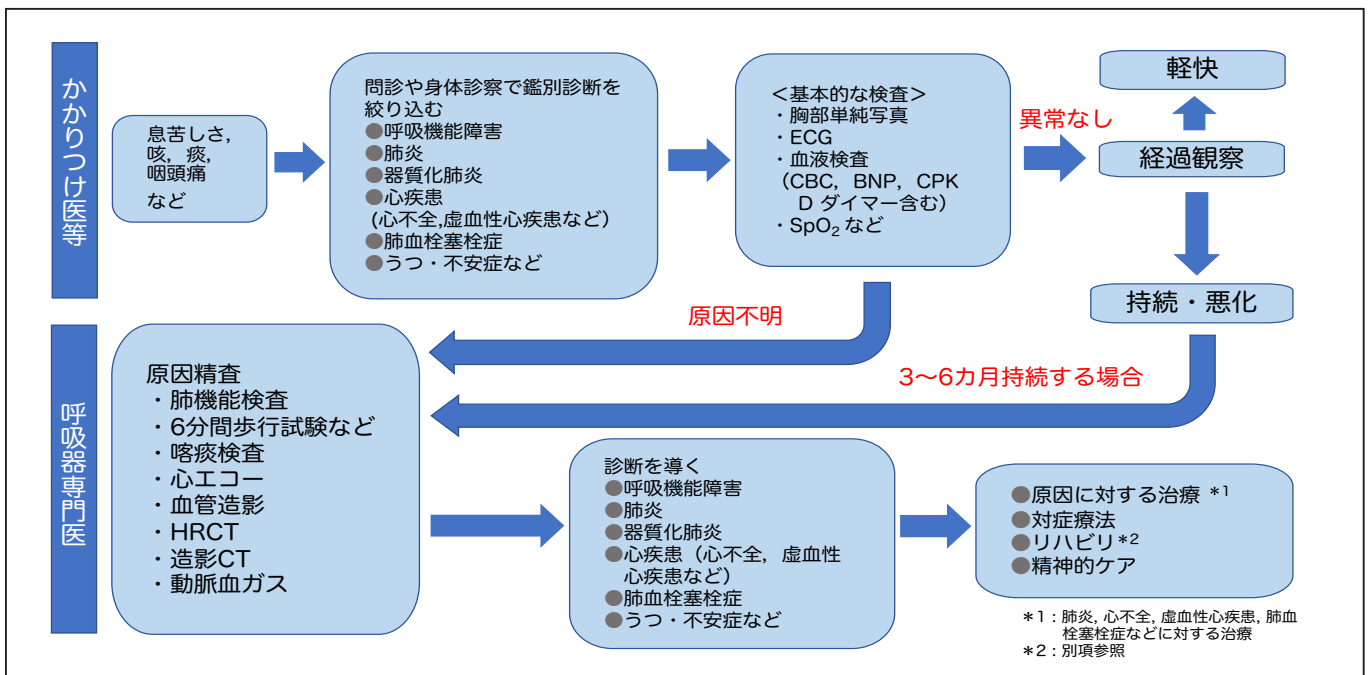 かかりつけ医等
息苦しさ,
咳，痰，
咽頭痛
など
問診や身体診察で鑑別診断を
絞り込む
●呼吸機能障害
●肺炎
●器質化肺炎
●心疾患
(心不全,虚血性心疾患など)
●肺血栓塞栓症
●うつ・不安症など
＜基本的な検査＞
・胸部単純写真
・ECG
・血液検査
（CBC，BNP，CPK
D ダイマー含む）
・SpO₂ など
異常なし
軽快
経過観察
持続・悪化
原因不明
3〜6カ月持続する場合
呼吸器専門医
原因精査
・肺機能検査
・6分間歩行試験など
・喀痰検査
・心エコー
・血管造影
・HRCT
・造影CT
・動脈血ガス
診断を導く
●呼吸機能障害
●肺炎
●器質化肺炎
●心疾患（心不全，虚血性
心疾患など）
●肺血栓塞栓症
●うつ・不安症など
●原因に対する治療 *1
●対症療法
●リハビリ*2
●精神的ケア
＊1：肺炎, 心不全, 虚血性心疾患, 肺血
栓塞栓症などに対する治療
＊2：別項参照